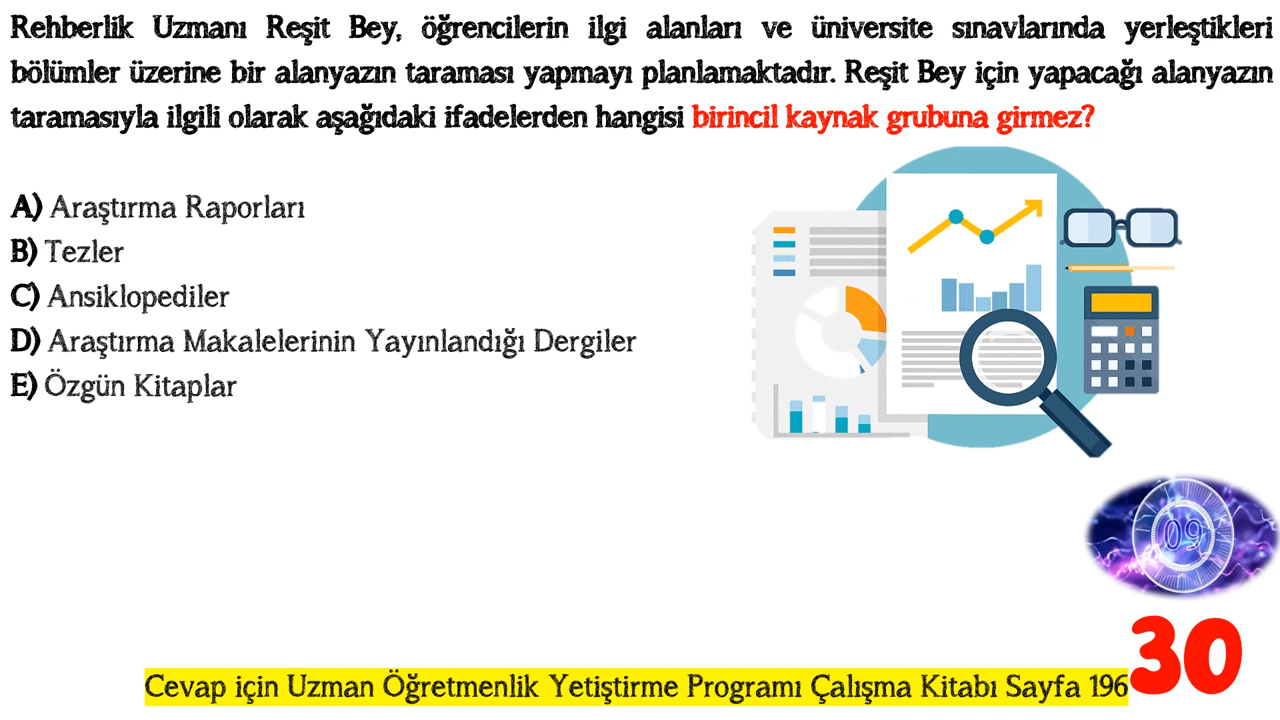 Rehberlik Uzmanı Reşit Bey, öğrencilerin ilgi alanları ve üniversite sınavlarında yerleştikleri
bölümler üzerine bir alanyazın taraması yapmayı planlamaktadır. Reşit Bey için yapacağı alanyazın
taramasıyla ilgili olarak aşağıdaki ifadelerden hangisi birincil kaynak grubuna girmez?
A) Araştırma Raporları
B) Tezler
C) Ansiklopediler
D) Araştırma Makalelerinin Yayınlandığı Dergiler
E) Özgün Kitaplar
09
30
Cevap için Uzman Öğretmenlik Yetiştirme Programı Çalışma Kitabı Sayfa 196